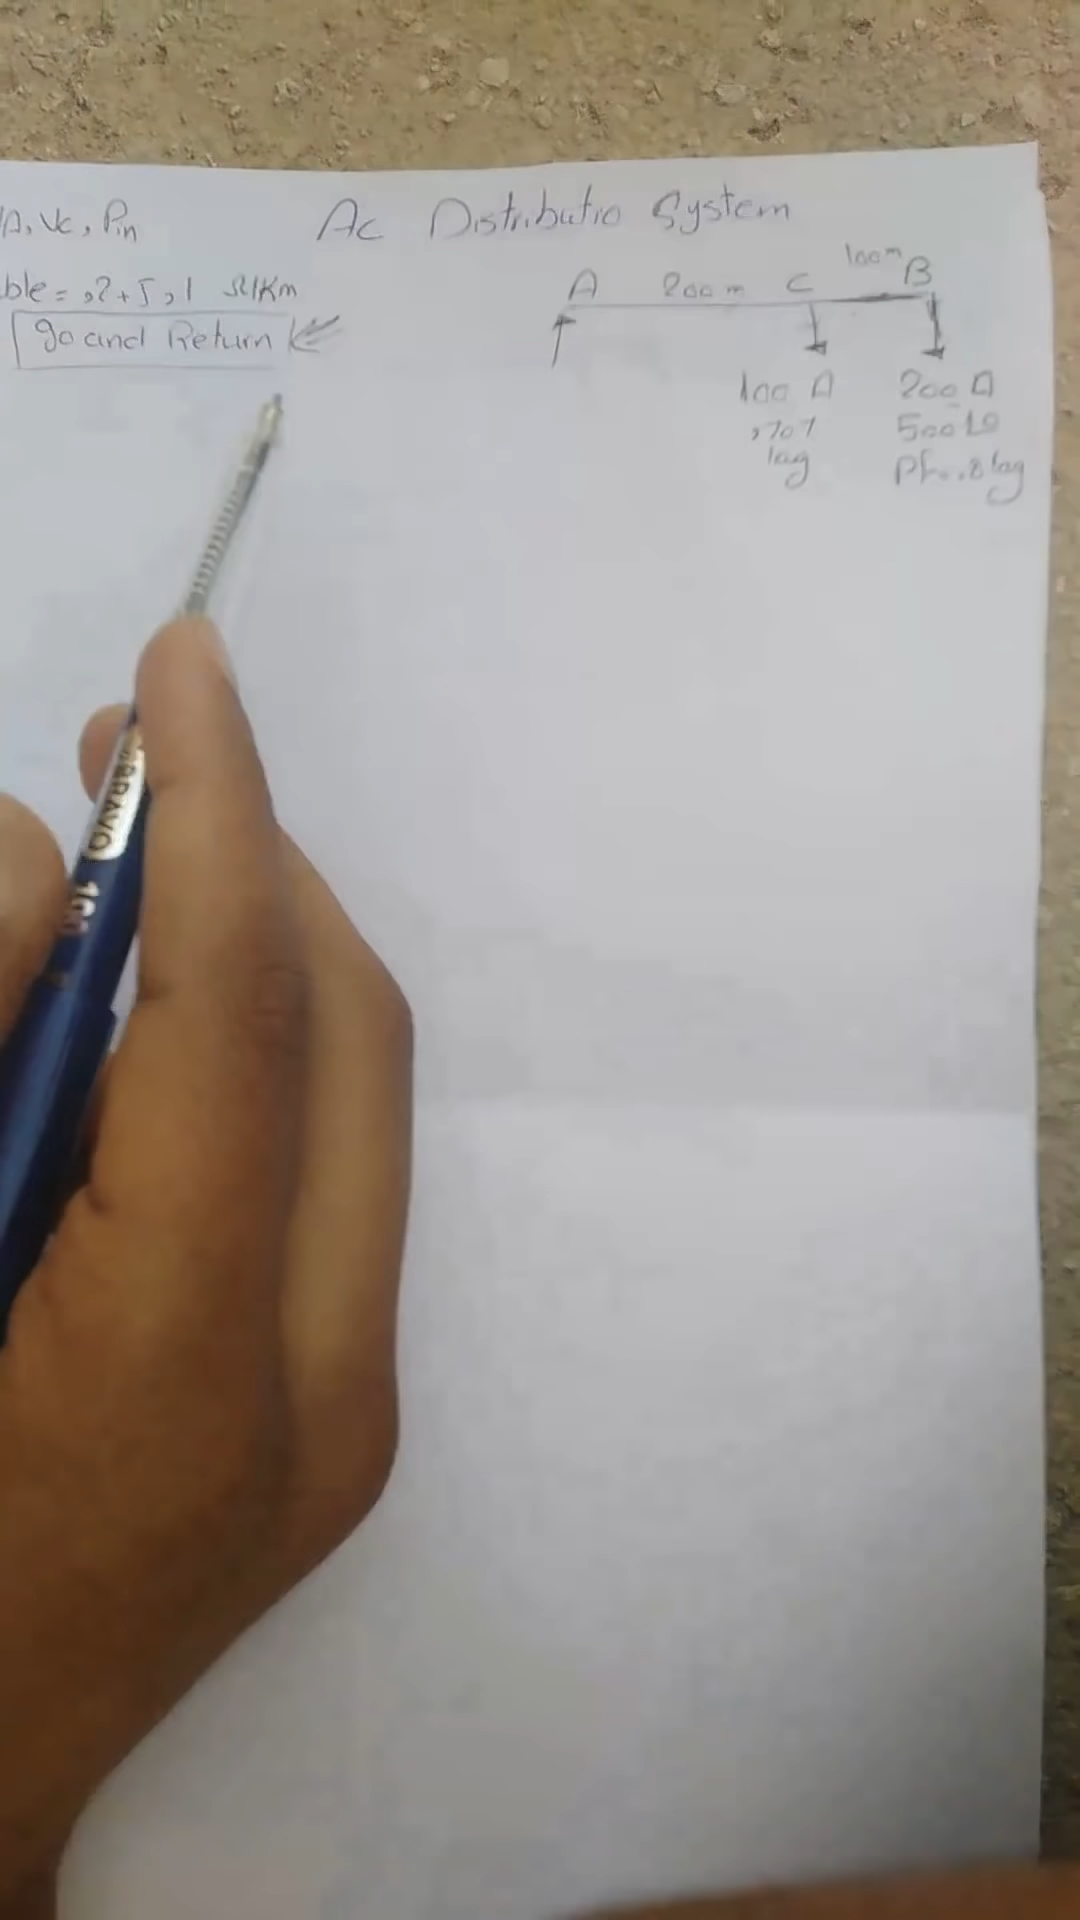 A, Vc, Pin
Ac Distributio System
ble = ,2+j,1 Ω/Km
go and Return
A 200m C 100m B
100 A
,707
lag
200 A
500 L0
Pf= .8 lag
BRAVO